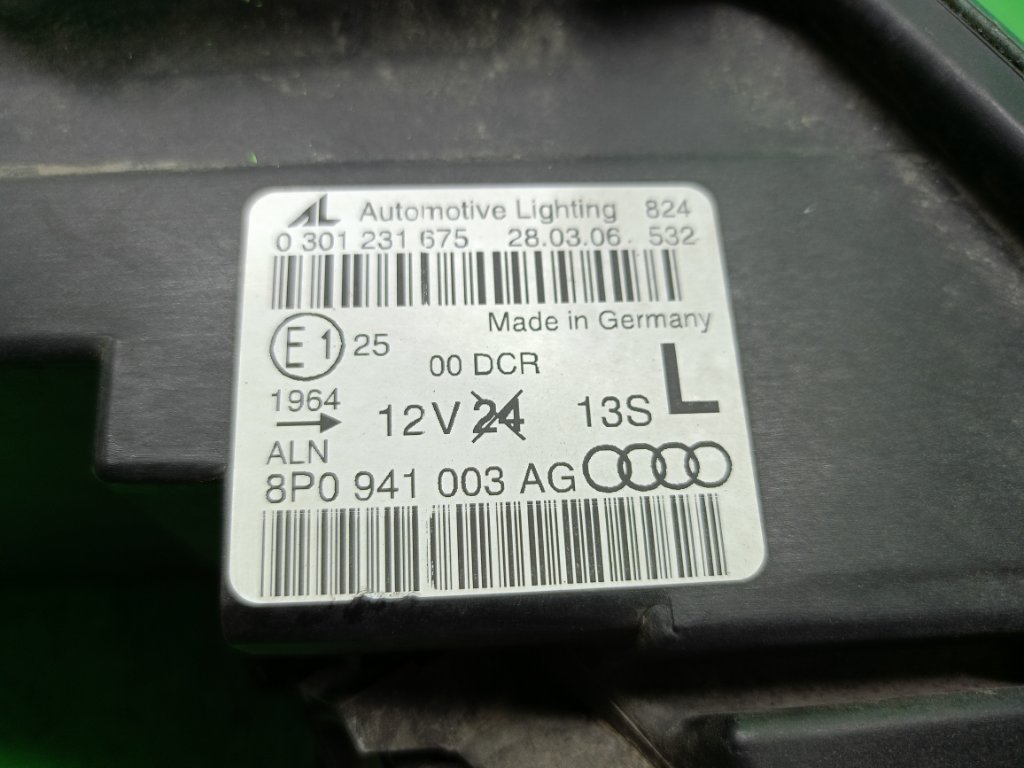 AL Automotive Lighting 824
0 301 231 675 28.03.06 532
Made in Germany
E1 25
00 DCR
1964
12V 24 13S L
ALN
8P0 941 003 AG